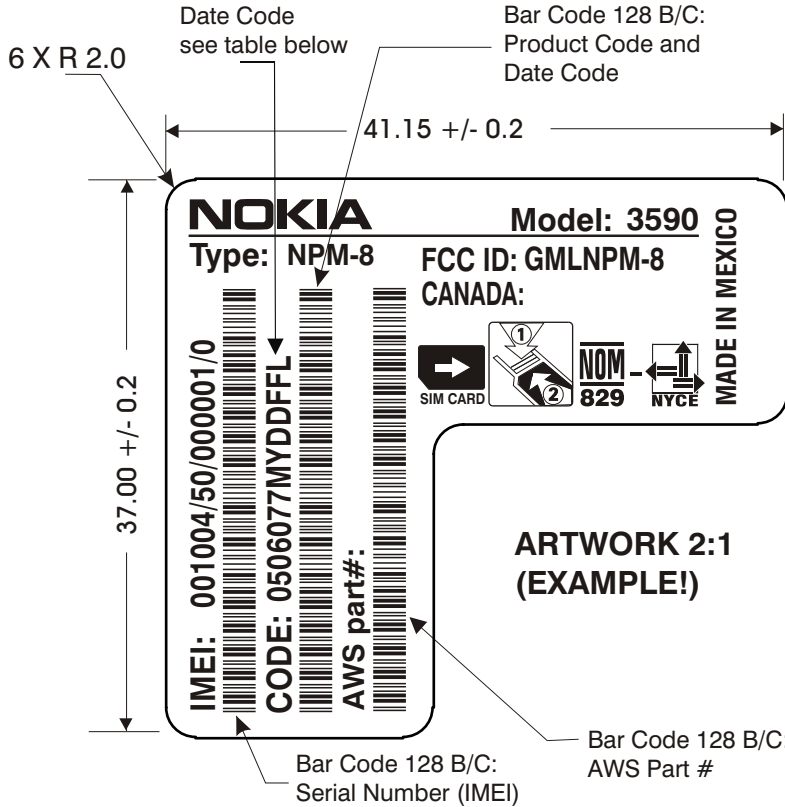 Date Code
see table below
Bar Code 128 B/C:
Product Code and
Date Code
6 X R 2.0
41.15 +/- 0.2
37.00 +/- 0.2
NOKIA
Model: 3590
Type: NPM-8
FCC ID: GMLNPM-8
CANADA:
MADE IN MEXICO
1
2
SIM CARD
NOM
829
NYCE
IMEI: 001004/50/000001/0
CODE: 0506077MYDDFFL
AWS part#:
ARTWORK 2:1
(EXAMPLE!)
Bar Code 128 B/C:
Serial Number (IMEI)
Bar Code 128 B/C:
AWS Part #